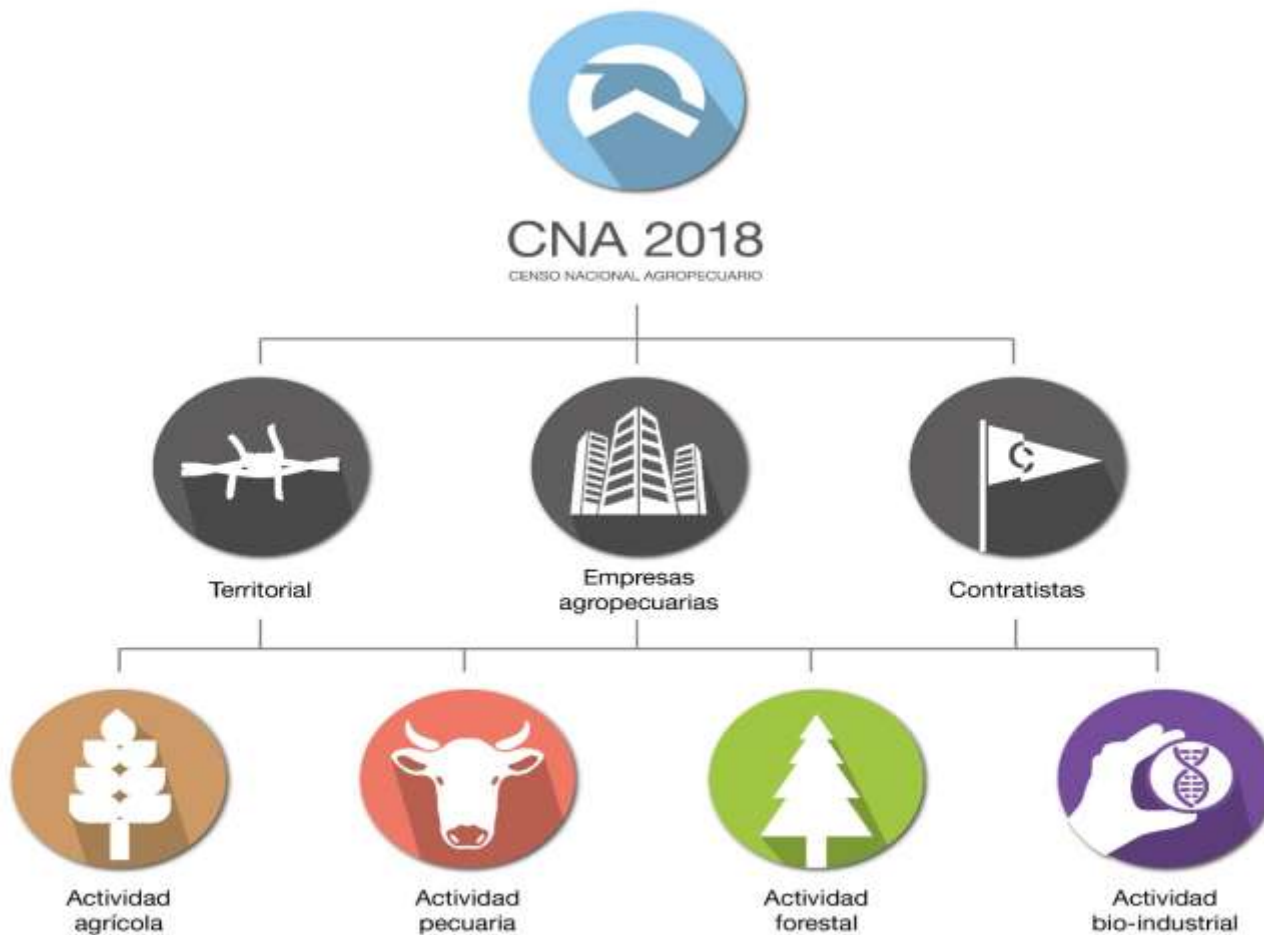 CNA 2018
CENSO NACIONAL AGROPECUARIO
Territorial
Empresas
agropecuarias
C
Contratistas
Actividad
agrícola
Actividad
pecuaria
Actividad
forestal
Actividad
bio-industrial